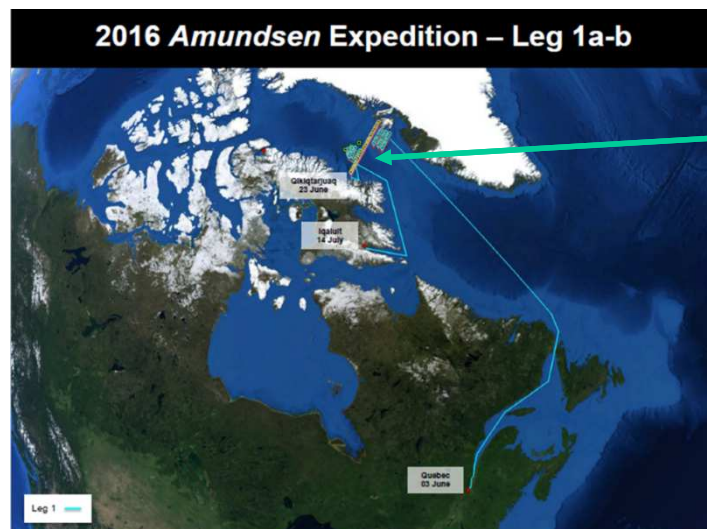 2016 Amundsen Expedition – Leg 1a-b
Qikiqtarjuaq
23 June
Iqaluit
14 July
Quebec
03 June
Leg 1